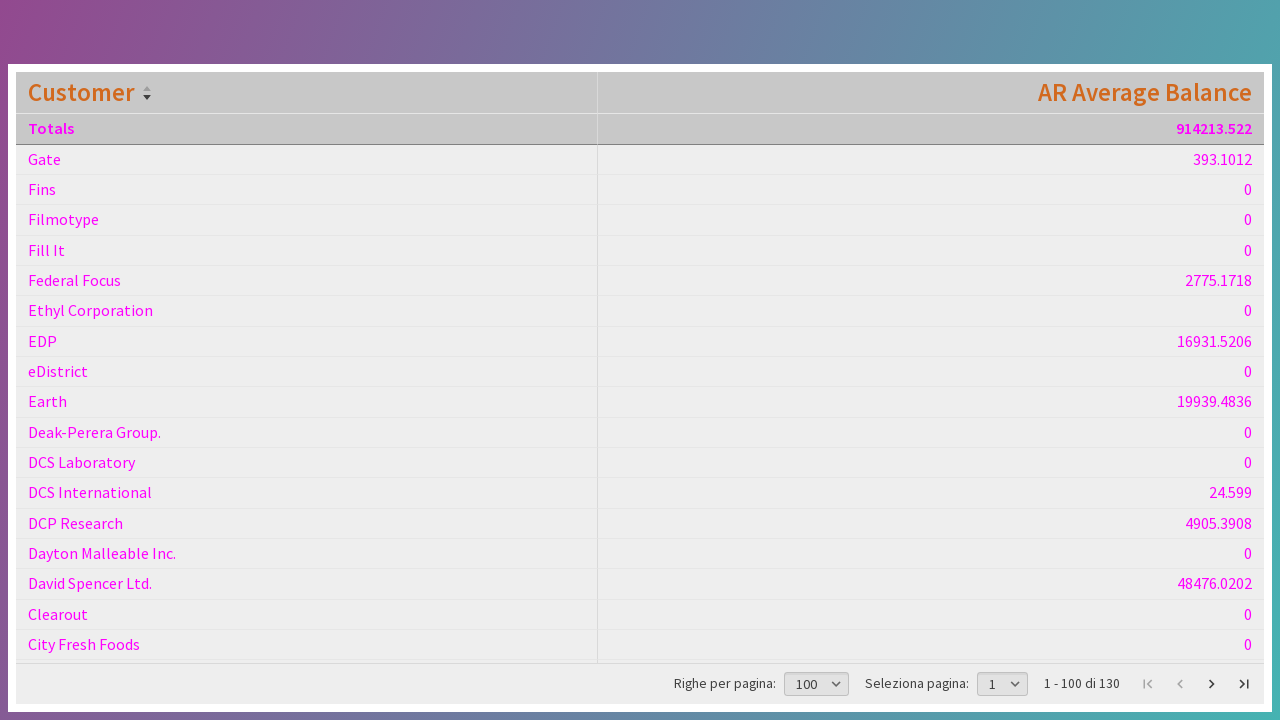 Customer AR Average Balance
Totals 914213.522
Gate 393.1012
Fins 0
Filmotype 0
Fill It 0
Federal Focus 2775.1718
Ethyl Corporation 0
EDP 16931.5206
eDistrict 0
Earth 19939.4836
Deak-Perera Group. 0
DCS Laboratory 0
DCS International 24.599
DCP Research 4905.3908
Dayton Malleable Inc. 0
David Spencer Ltd. 48476.0202
Clearout 0
City Fresh Foods 0
Righe per pagina: 100 Seleziona pagina: 1 1 - 100 di 130